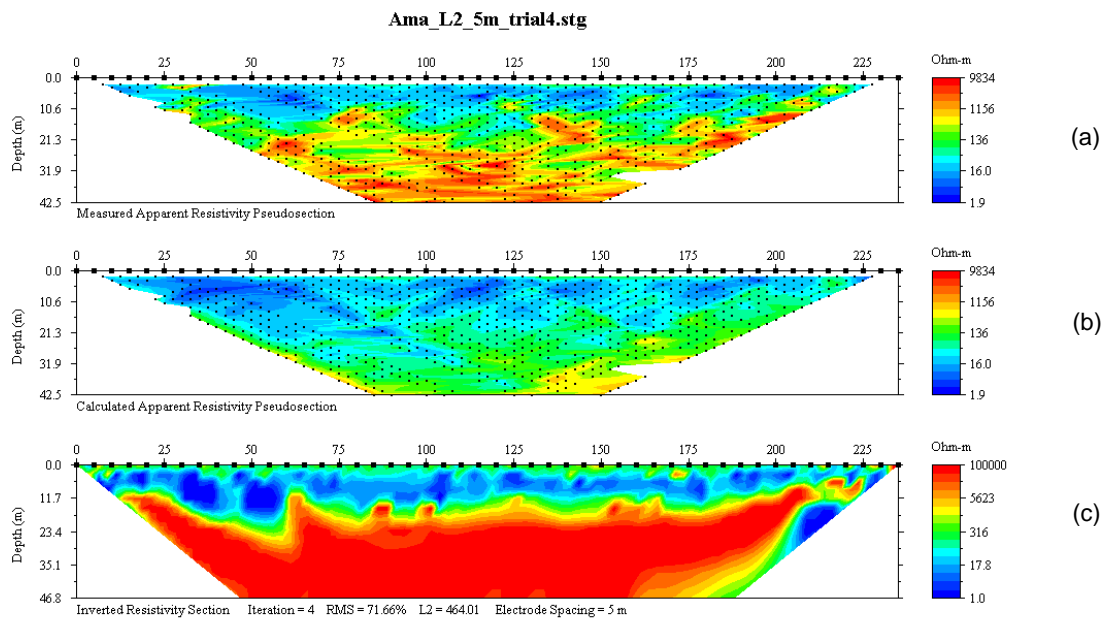 Ama_L2_5m_trial4.stg
0 25 50 75 100 125 150 175 200 225
Ohm-m
0.0 9834
10.6 1156
21.3 136
31.9 16.0
42.5 1.9
Depth (m)
(a)
Measured Apparent Resistivity Pseudosection
0 25 50 75 100 125 150 175 200 225
Ohm-m
0.0 9834
10.6 1156
21.3 136
31.9 16.0
42.5 1.9
Depth (m)
(b)
Calculated Apparent Resistivity Pseudosection
0 25 50 75 100 125 150 175 200 225
Ohm-m
0.0 100000
11.7 5623
23.4 316
35.1 17.8
46.8 1.0
Depth (m)
(c)
Inverted Resistivity Section Iteration = 4 RMS = 71.66% L2 = 464.01 Electrode Spacing = 5 m